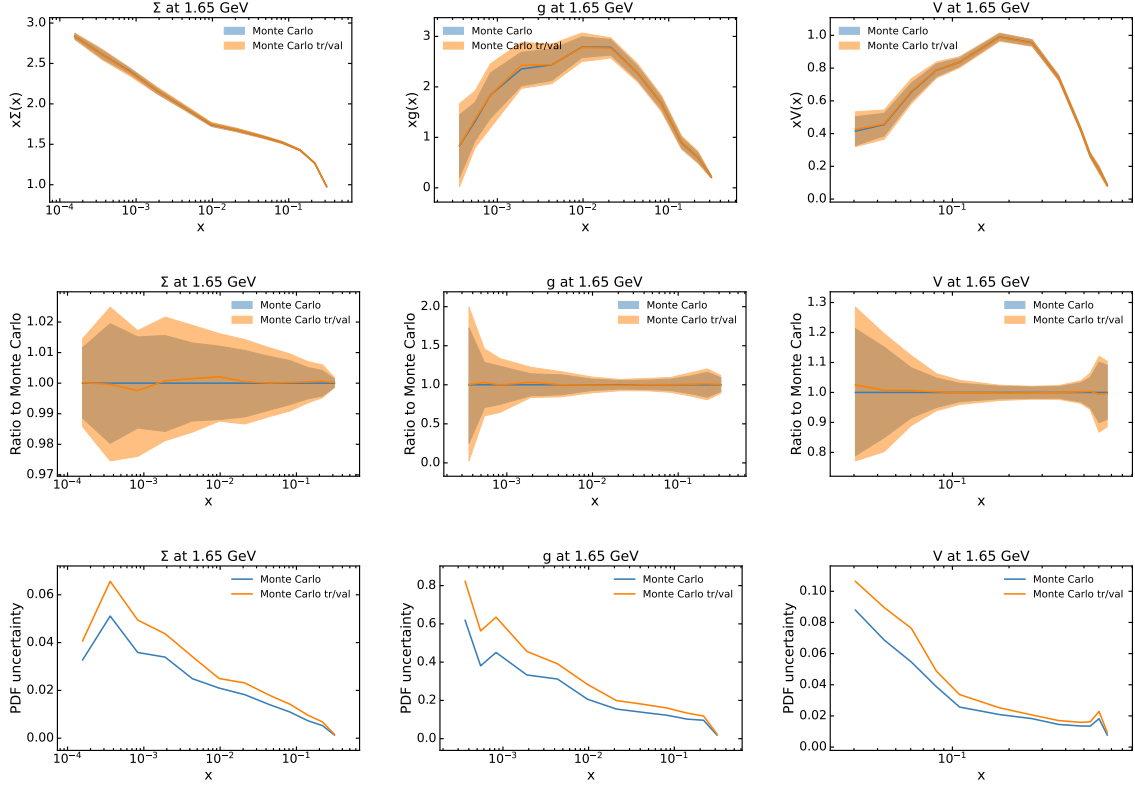 Σ at 1.65 GeV
3.0
2.5
2.0
1.5
1.0
xΣ(x)
Monte Carlo
Monte Carlo tr/val
10⁻⁴
10⁻³
10⁻²
10⁻¹
x
g at 1.65 GeV
3
2
1
0
xg(x)
Monte Carlo
Monte Carlo tr/val
10⁻³
10⁻²
10⁻¹
x
V at 1.65 GeV
1.0
0.8
0.6
0.4
0.2
0.0
xV(x)
Monte Carlo
Monte Carlo tr/val
10⁻¹
x
Σ at 1.65 GeV
1.02
1.01
1.00
0.99
0.98
0.97
Ratio to Monte Carlo
Monte Carlo
Monte Carlo tr/val
10⁻⁴
10⁻³
10⁻²
10⁻¹
x
g at 1.65 GeV
2.0
1.5
1.0
0.5
0.0
Ratio to Monte Carlo
Monte Carlo
Monte Carlo tr/val
10⁻³
10⁻²
10⁻¹
x
V at 1.65 GeV
1.3
1.2
1.1
1.0
0.9
0.8
Ratio to Monte Carlo
Monte Carlo
Monte Carlo tr/val
10⁻¹
x
Σ at 1.65 GeV
0.06
0.04
0.02
0.00
PDF uncertainty
Monte Carlo
Monte Carlo tr/val
10⁻⁴
10⁻³
10⁻²
10⁻¹
x
g at 1.65 GeV
0.8
0.6
0.4
0.2
0.0
PDF uncertainty
Monte Carlo
Monte Carlo tr/val
10⁻³
10⁻²
10⁻¹
x
V at 1.65 GeV
0.10
0.08
0.06
0.04
0.02
0.00
PDF uncertainty
Monte Carlo
Monte Carlo tr/val
10⁻¹
x